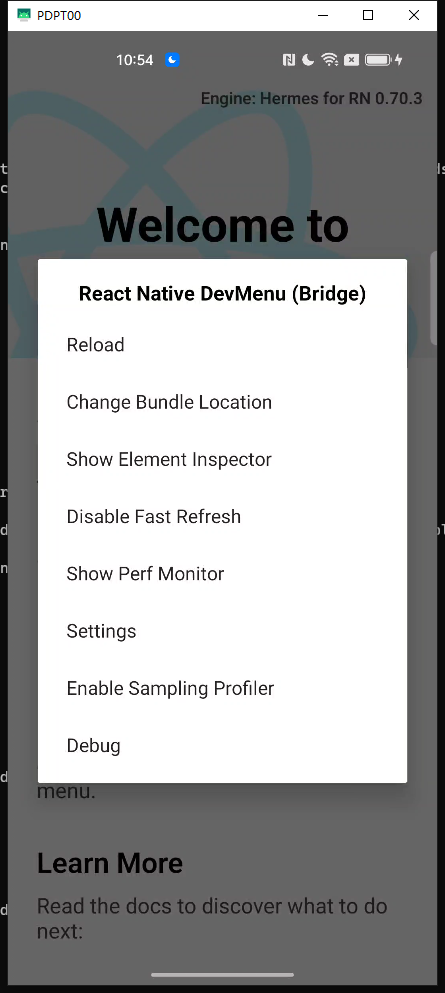 PDPT00
10:54
Engine: Hermes for RN 0.70.3
Welcome to
React Native DevMenu (Bridge)
Reload
Change Bundle Location
Show Element Inspector
Disable Fast Refresh
Show Perf Monitor
Settings
Enable Sampling Profiler
Debug
menu.
Learn More
Read the docs to discover what to do
next: